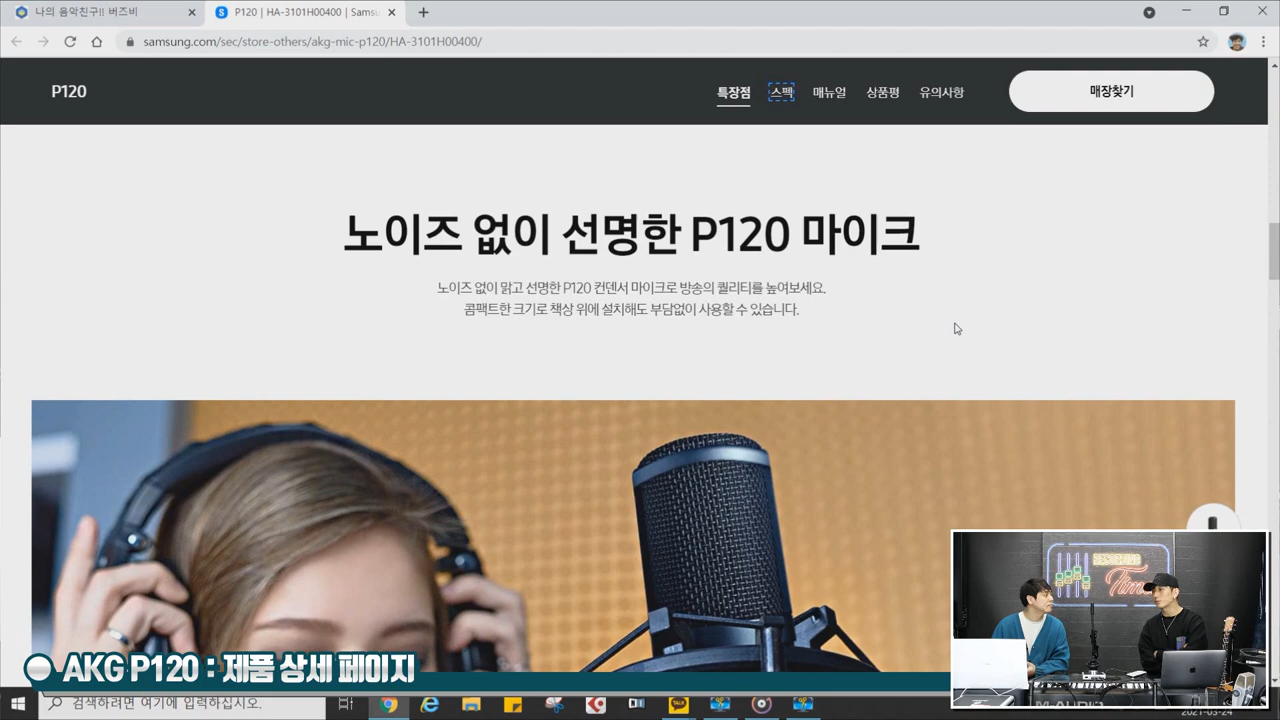 나의 음악친구!! 버즈비
P120 | HA-3101H00400 | Samsu
samsung.com/sec/store-others/akg-mic-p120/HA-3101H00400/
P120
특장점 스펙 매뉴얼 상품평 유의사항 매장찾기
노이즈 없이 선명한 P120 마이크
노이즈 없이 맑고 선명한 P120 컨덴서 마이크로 방송의 퀄리티를 높여보세요.
콤팩트한 크기로 책상 위에 설치해도 부담없이 사용할 수 있습니다.
Time
AKG P120 : 제품 상세 페이지
검색하려면 여기에 입력하십시오.
TALK
M-AUDIO
2021-03-24